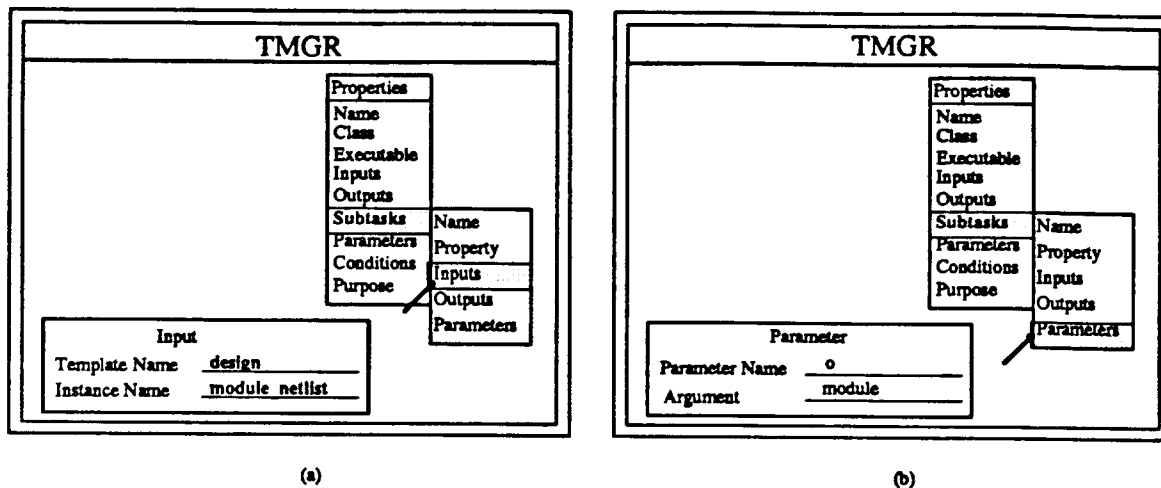 TMGR
Properties
Name
Class
Executable
Inputs
Outputs
Subtasks
Parameters
Conditions
Purpose
Name
Property
Inputs
Outputs
Parameters
Input
Template Name design
Instance Name module_netlist
(a)
TMGR
Properties
Name
Class
Executable
Inputs
Outputs
Subtasks
Parameters
Conditions
Purpose
Name
Property
Inputs
Outputs
Parameters
Parameter
Parameter Name o
Argument module
(b)